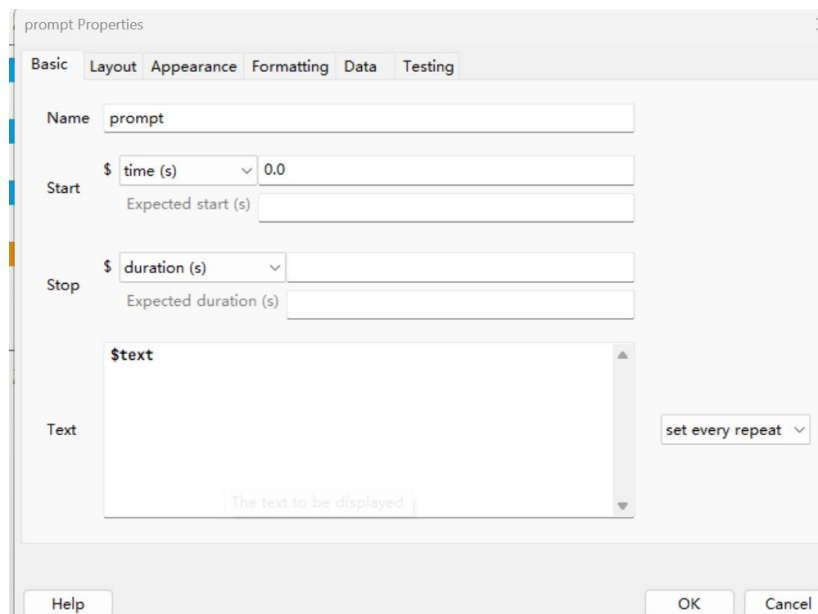 prompt Properties
Basic Layout Appearance Formatting Data Testing
Name prompt
Start $ time (s) 0.0
Expected start (s)
Stop $ duration (s)
Expected duration (s)
Text $text set every repeat
The text to be displayed
Help OK Cancel